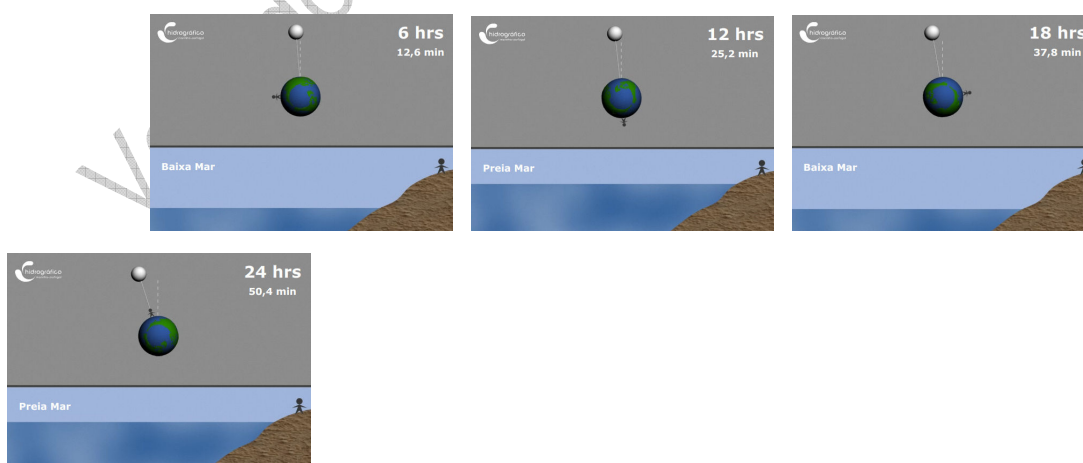 hidrográfico
6 hrs
12,6 min
Baixa Mar
hidrográfico
12 hrs
25,2 min
Preia Mar
hidrográfico
18 hrs
37,8 min
Baixa Mar
hidrográfico
24 hrs
50,4 min
Preia Mar